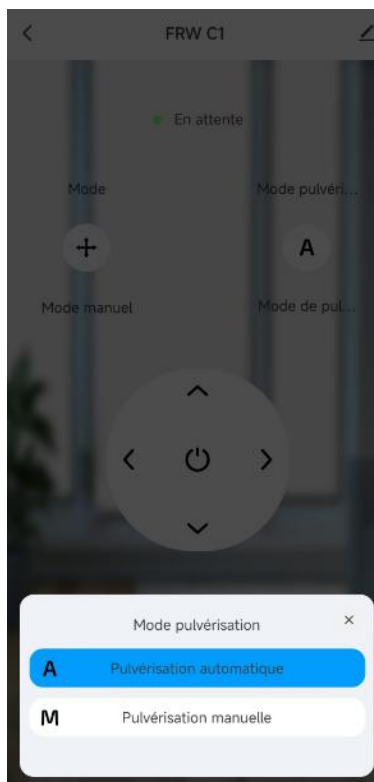 FRW C1
En attente
Mode
Mode pulvéri...
A
Mode manuel
Mode de pul...
Mode pulvérisation
A Pulvérisation automatique
M Pulvérisation manuelle